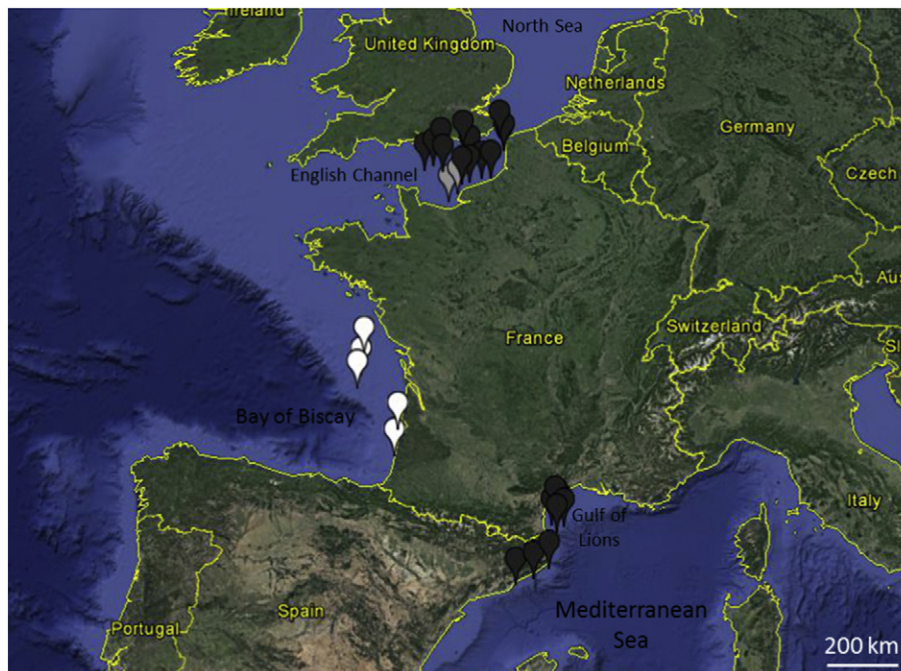 Ireland
North Sea
United Kingdom
Netherlands
Germany
Belgium
English Channel
Czech
Aus
Switzerland
France
Sl
Bay of Biscay
Italy
Gulf of
Lions
Spain
Mediterranean
Sea
Portugal
200 km